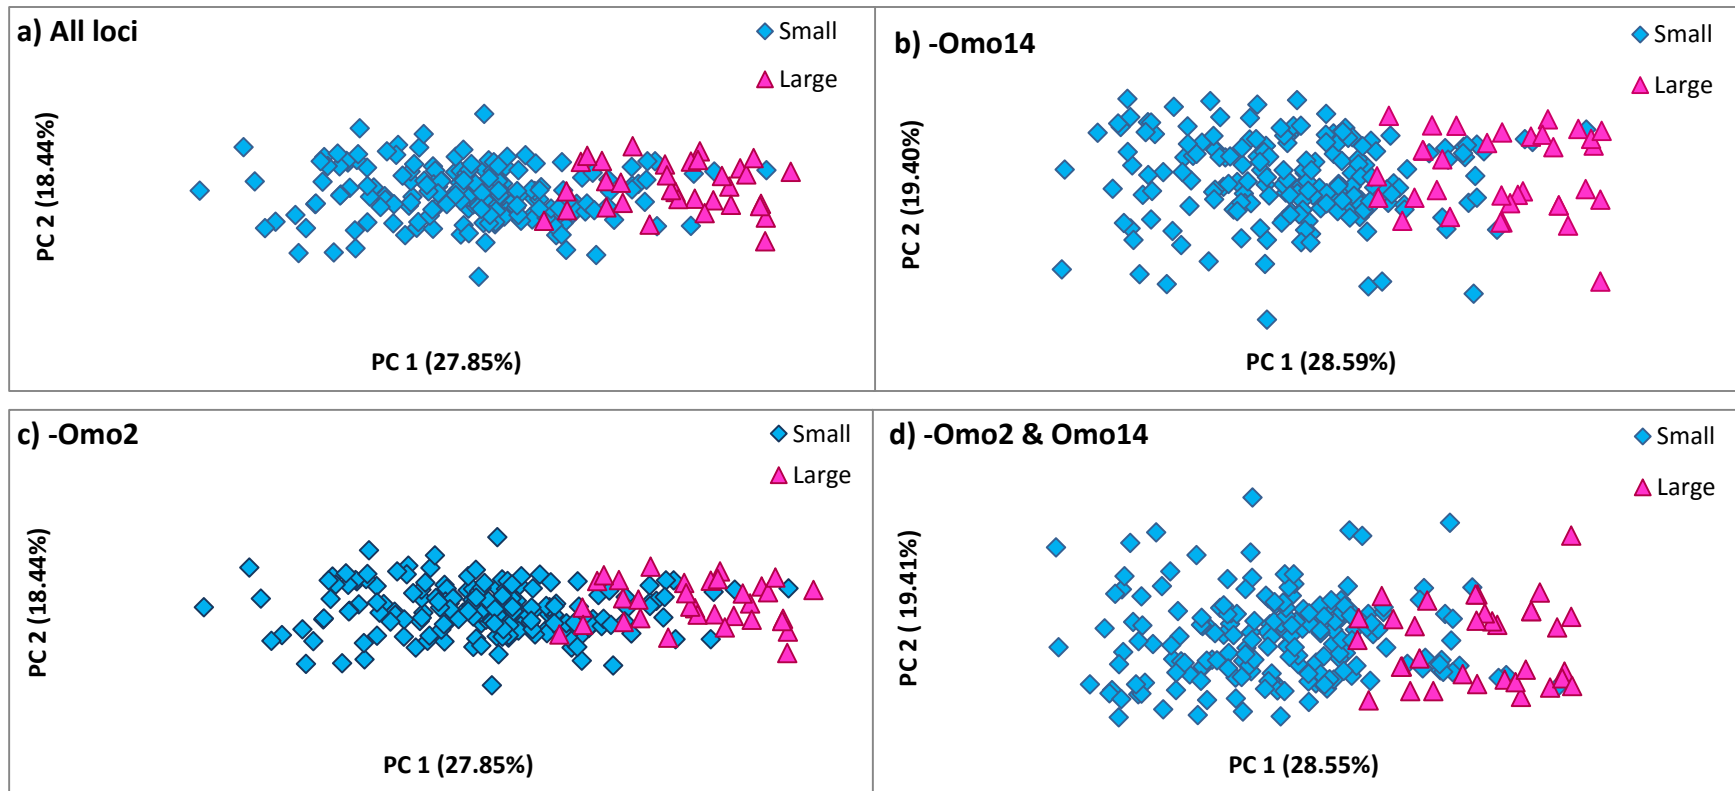 a) All loci
Small
Large
PC 2 (18.44%)
PC 1 (27.85%)
b) -Omo14
Small
Large
PC 2 (19.40%)
PC 1 (28.59%)
c) -Omo2
Small
Large
PC 2 (18.44%)
PC 1 (27.85%)
d) -Omo2 & Omo14
Small
Large
PC 2 ( 19.41%)
PC 1 (28.55%)